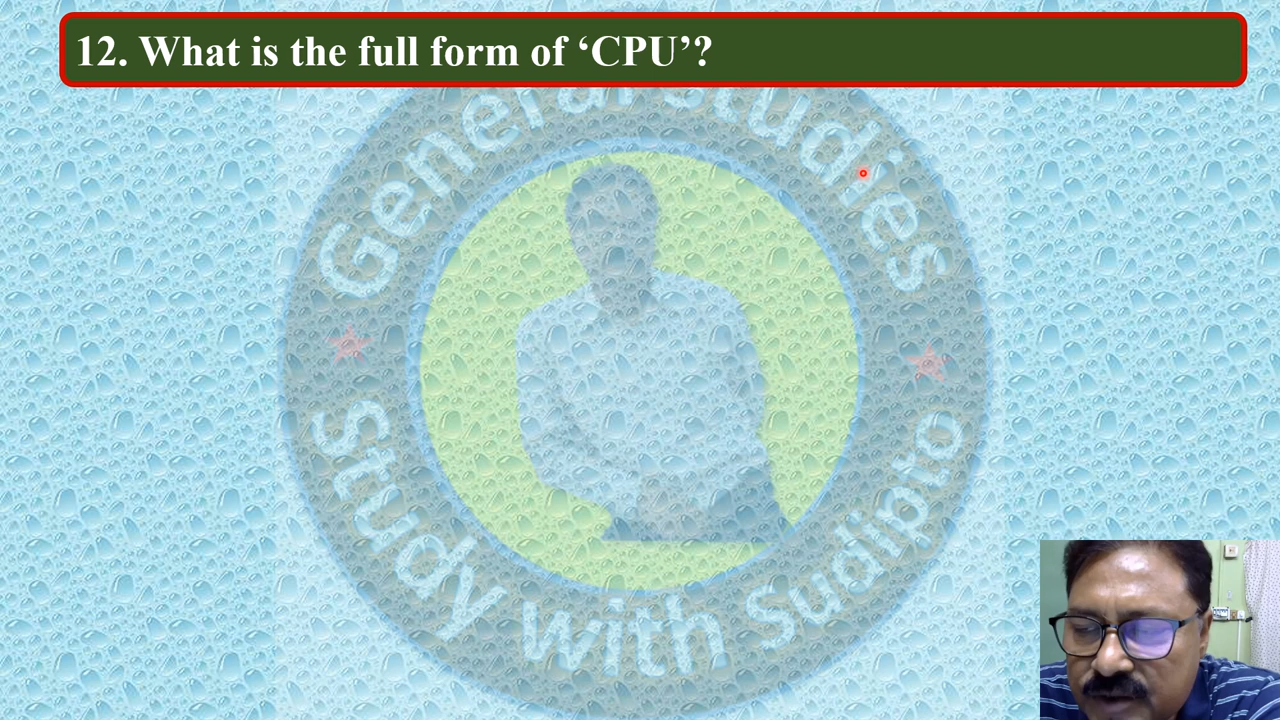 12. What is the full form of ‘CPU’?
General Studies
Study with Sudipto